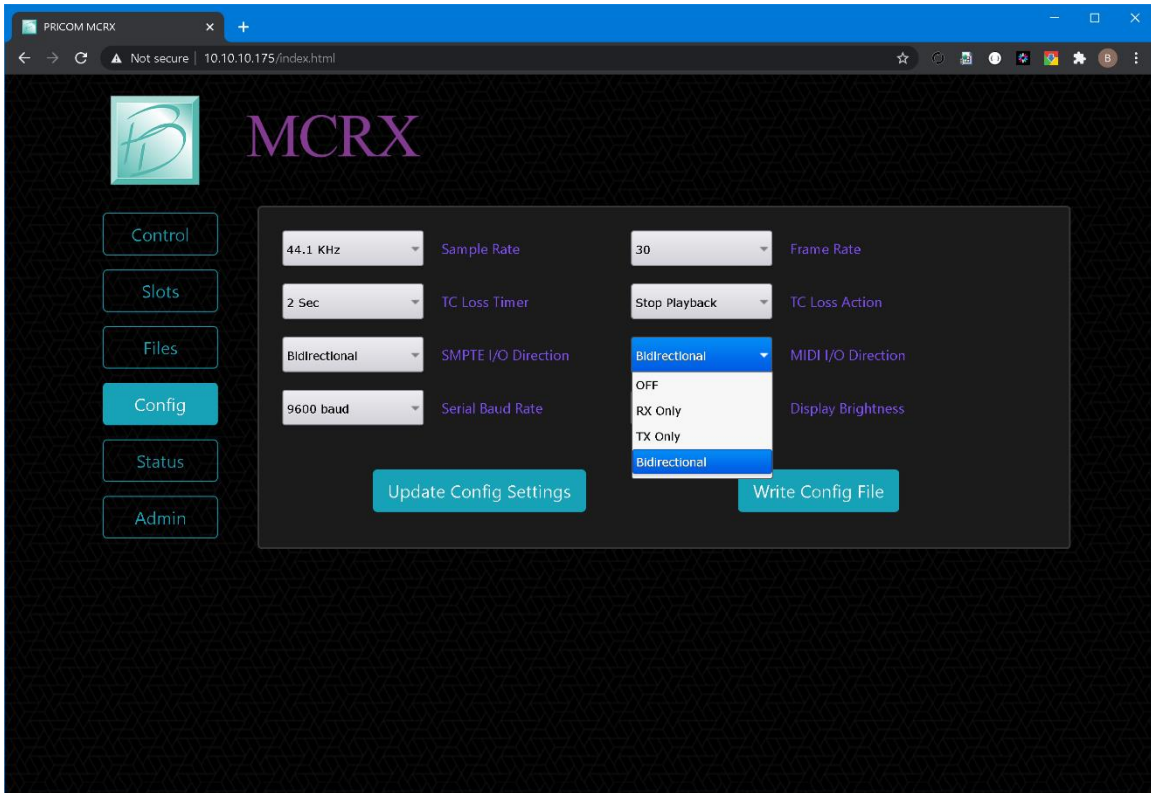 PRICOM MCRX
Not secure | 10.10.10.175/index.html
B
MCRX
Control
Slots
Files
Config
Status
Admin
44.1 KHz Sample Rate 30 Frame Rate
2 Sec TC Loss Timer Stop Playback TC Loss Action
Bidirectional SMPTE I/O Direction Bidirectional MIDI I/O Direction
OFF
9600 baud Serial Baud Rate RX Only Display Brightness
TX Only
Bidirectional
Update Config Settings Write Config File